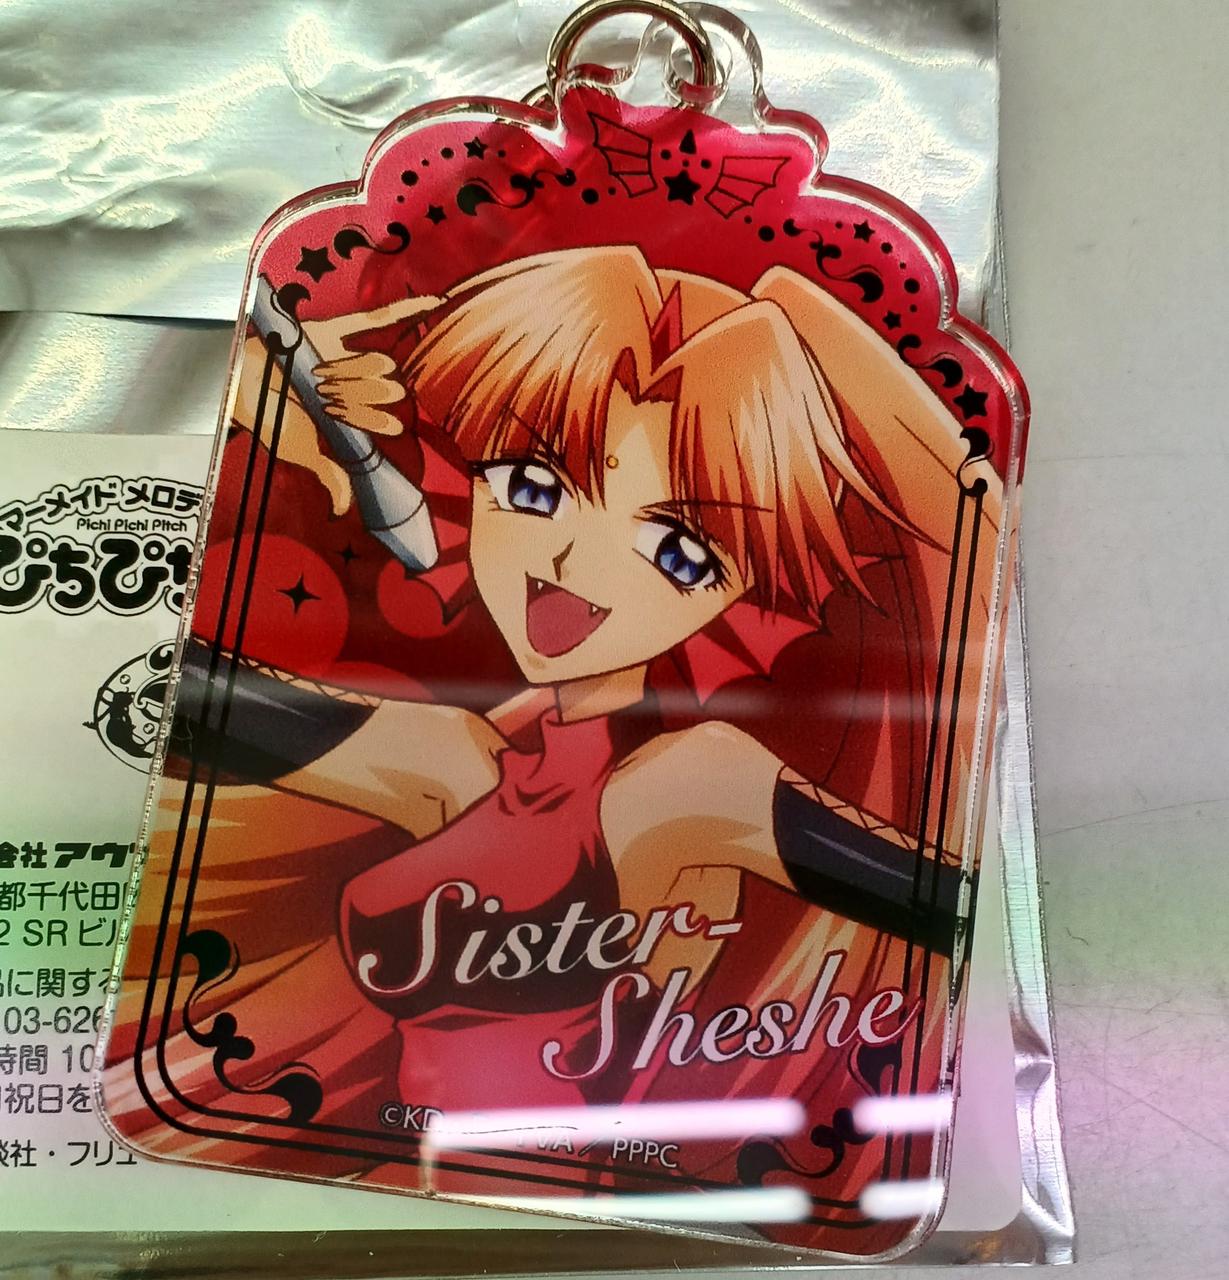 マーメイド メロデ
Pichi Pichi Pitch
ぴちぴち
会社 アウ
都千代田
2 SR ビル
に関する
03-626
時間 10
祝日を
談社・フリュ
Sister-
Sheshe
©KD TVA／PPPC